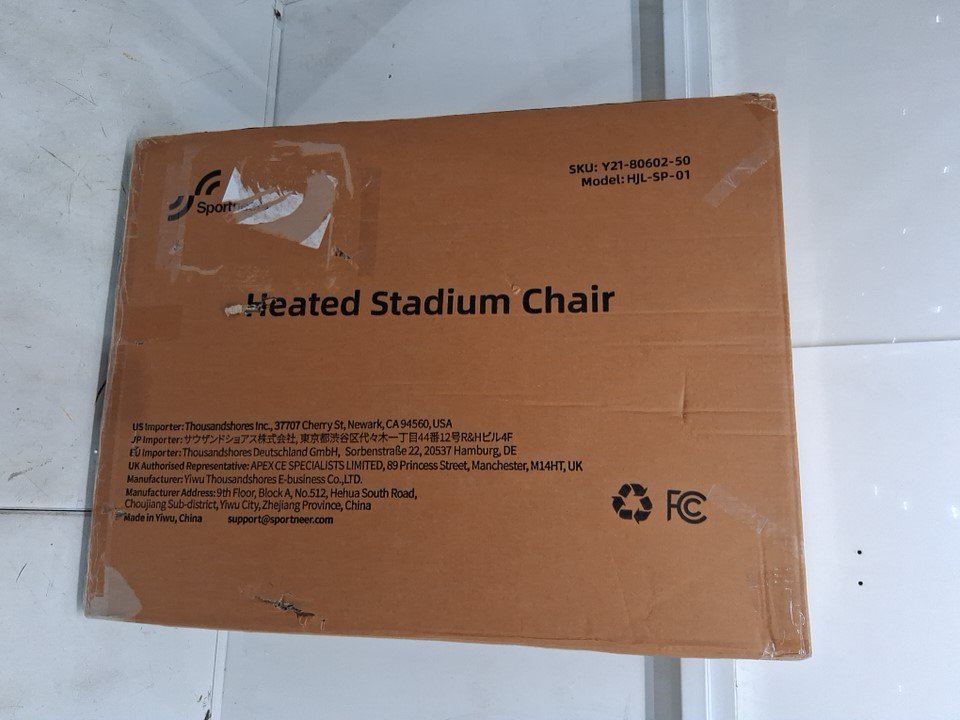 Sportneer
SKU: Y21-80602-50
Model: HJL-SP-01
Heated Stadium Chair
US Importer: Thousandshores Inc., 37707 Cherry St, Newark, CA 94560, USA
JP Importer: サウザンドショアス株式会社, 東京都渋谷区代々木一丁目44番12号R&Hビル4F
EU Importer: Thousandshores Deutschland GmbH, Sorbenstraße 22, 20537 Hamburg, DE
UK Authorised Representative: APEX CE SPECIALISTS LIMITED, 89 Princess Street, Manchester, M14HT, UK
Manufacturer: Yiwu Thousandshores E-business Co.,LTD.
Manufacturer Address: 9th Floor, Block A, No.512, Hehua South Road,
Choujiang Sub-district, Yiwu City, Zhejiang Province, China
Made in Yiwu, China support@sportneer.com
FC